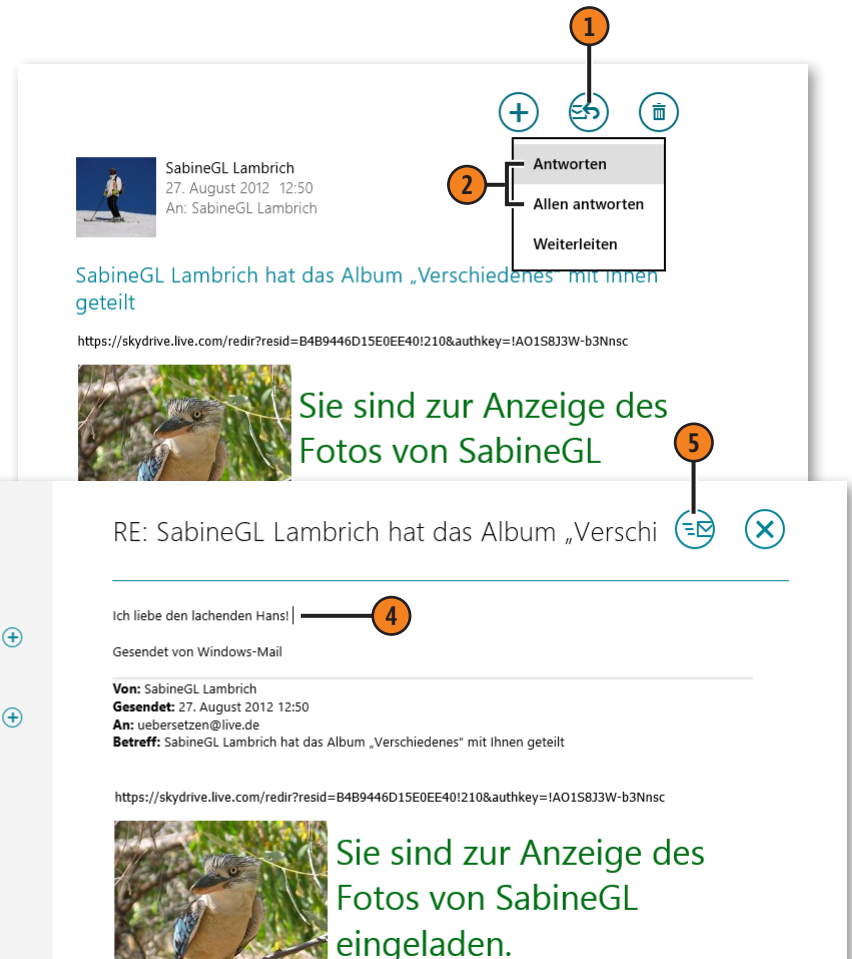 1
SabineGL Lambrich
27. August 2012 12:50
An: SabineGL Lambrich
2
Antworten
Allen antworten
Weiterleiten
SabineGL Lambrich hat das Album „Verschiedenes“ mit Ihnen
geteilt
https://skydrive.live.com/redir?resid=B4B9446D15E0EE40!210&authkey=!AO1S8J3W-b3Nnsc
Sie sind zur Anzeige des
Fotos von SabineGL
5
RE: SabineGL Lambrich hat das Album „Verschi
Ich liebe den lachenden Hans!
4
Gesendet von Windows-Mail
Von: SabineGL Lambrich
Gesendet: 27. August 2012 12:50
An: uebersetzen@live.de
Betreff: SabineGL Lambrich hat das Album „Verschiedenes“ mit Ihnen geteilt
https://skydrive.live.com/redir?resid=B4B9446D15E0EE40!210&authkey=!AO1S8J3W-b3Nnsc
Sie sind zur Anzeige des
Fotos von SabineGL
eingeladen.